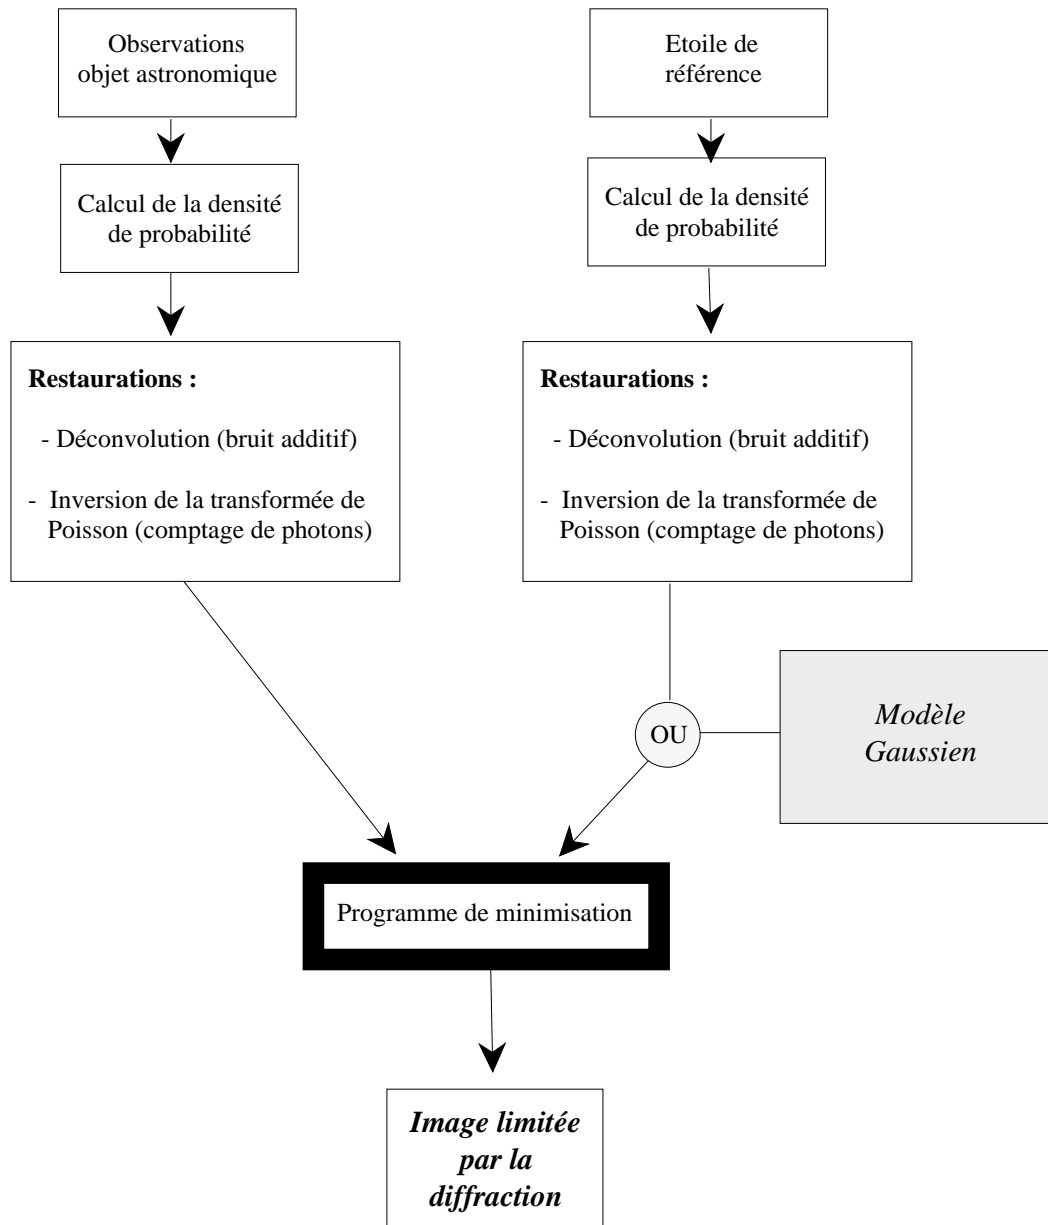 Observations
objet astronomique
Etoile de
référence
Calcul de la densité
de probabilité
Calcul de la densité
de probabilité
Restaurations :
- Déconvolution (bruit additif)
- Inversion de la transformée de
Poisson (comptage de photons)
Restaurations :
- Déconvolution (bruit additif)
- Inversion de la transformée de
Poisson (comptage de photons)
OU
Modèle
Gaussien
Programme de minimisation
Image limitée
par la
diffraction